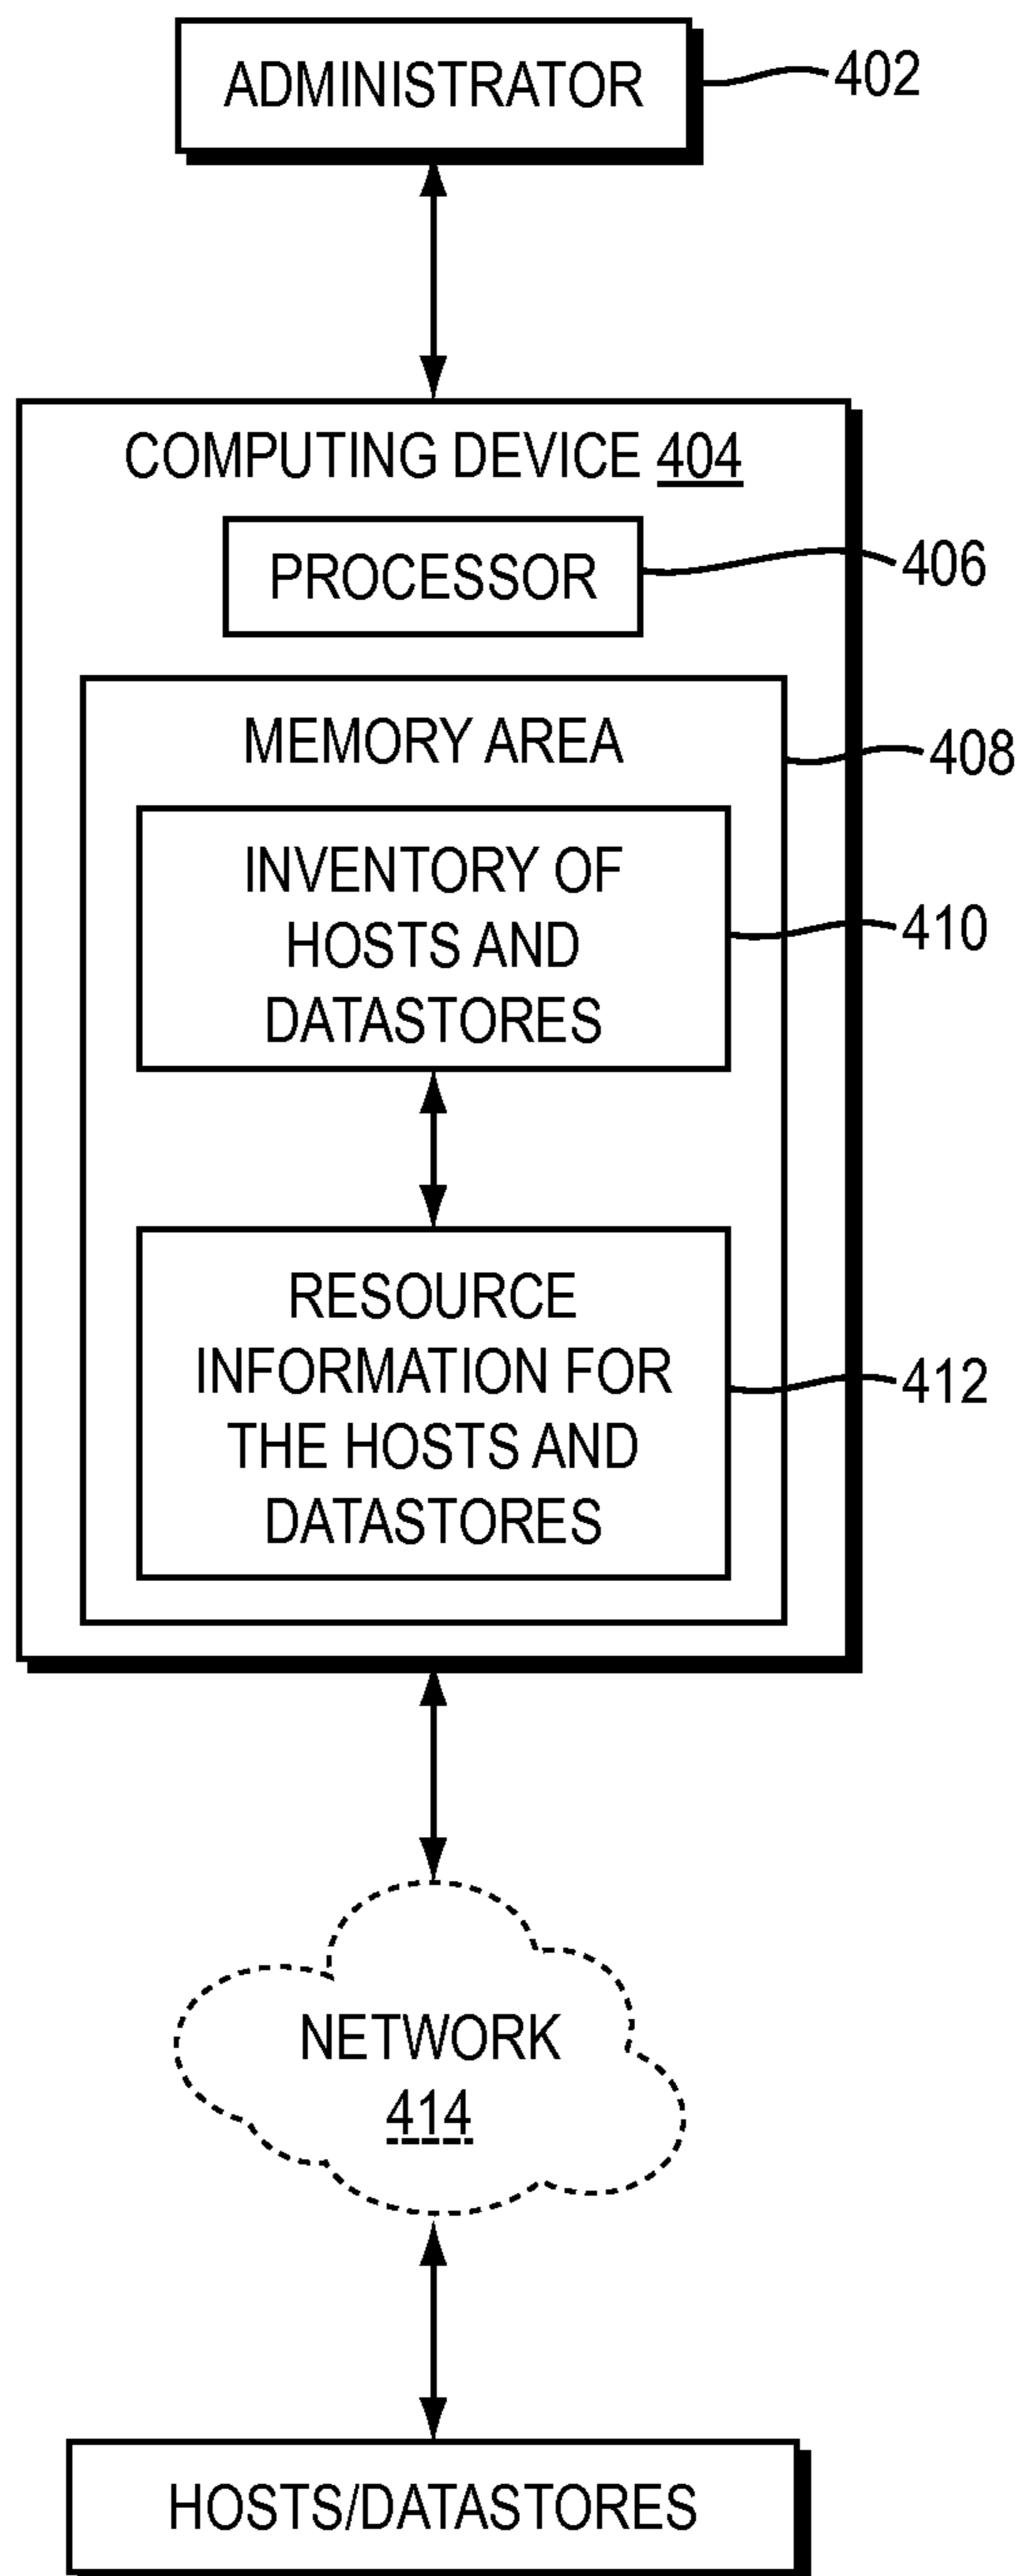 ADMINISTRATOR
402
COMPUTING DEVICE 404
PROCESSOR
406
MEMORY AREA
408
INVENTORY OF
HOSTS AND
DATASTORES
410
RESOURCE
INFORMATION FOR
THE HOSTS AND
DATASTORES
412
NETWORK
414
HOSTS/DATASTORES